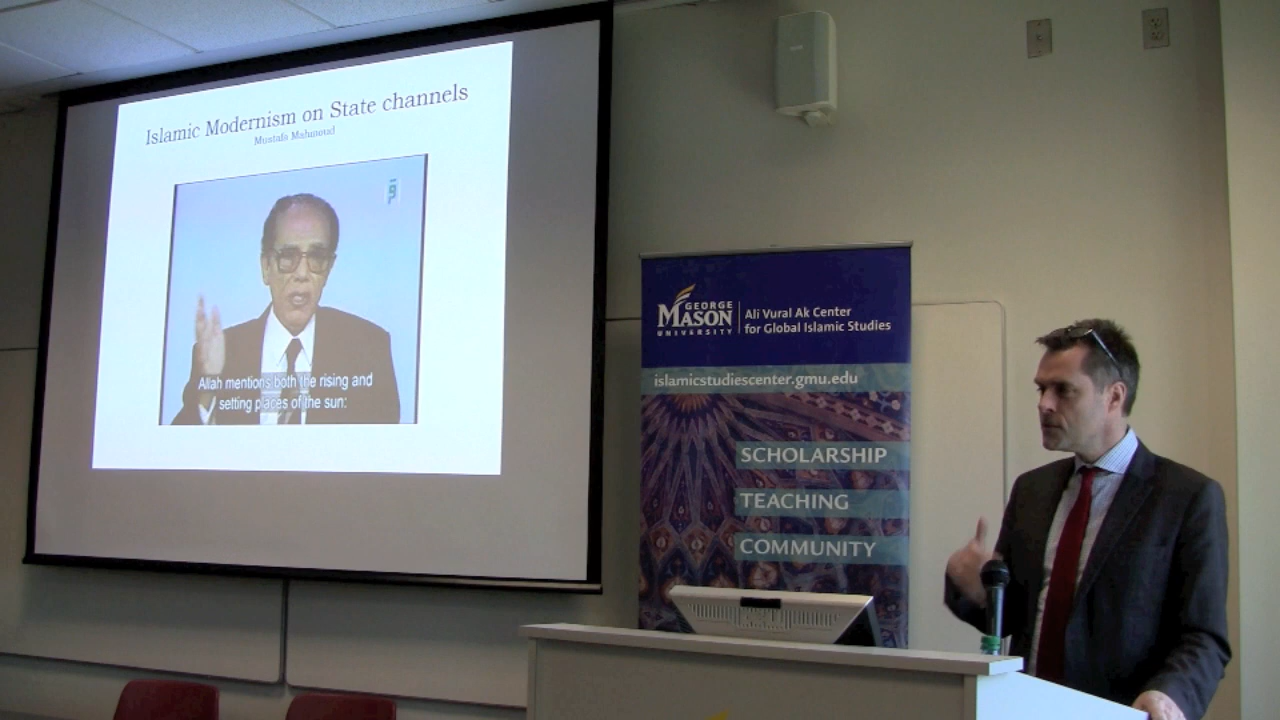 Islamic Modernism on State channels
Mustafa Mahmoud
Allah mentions both the rising and
setting places of the sun:
GEORGE
MASON
UNIVERSITY
Ali Vural Ak Center
for Global Islamic Studies
islamicstudiescenter.gmu.edu
SCHOLARSHIP
TEACHING
COMMUNITY